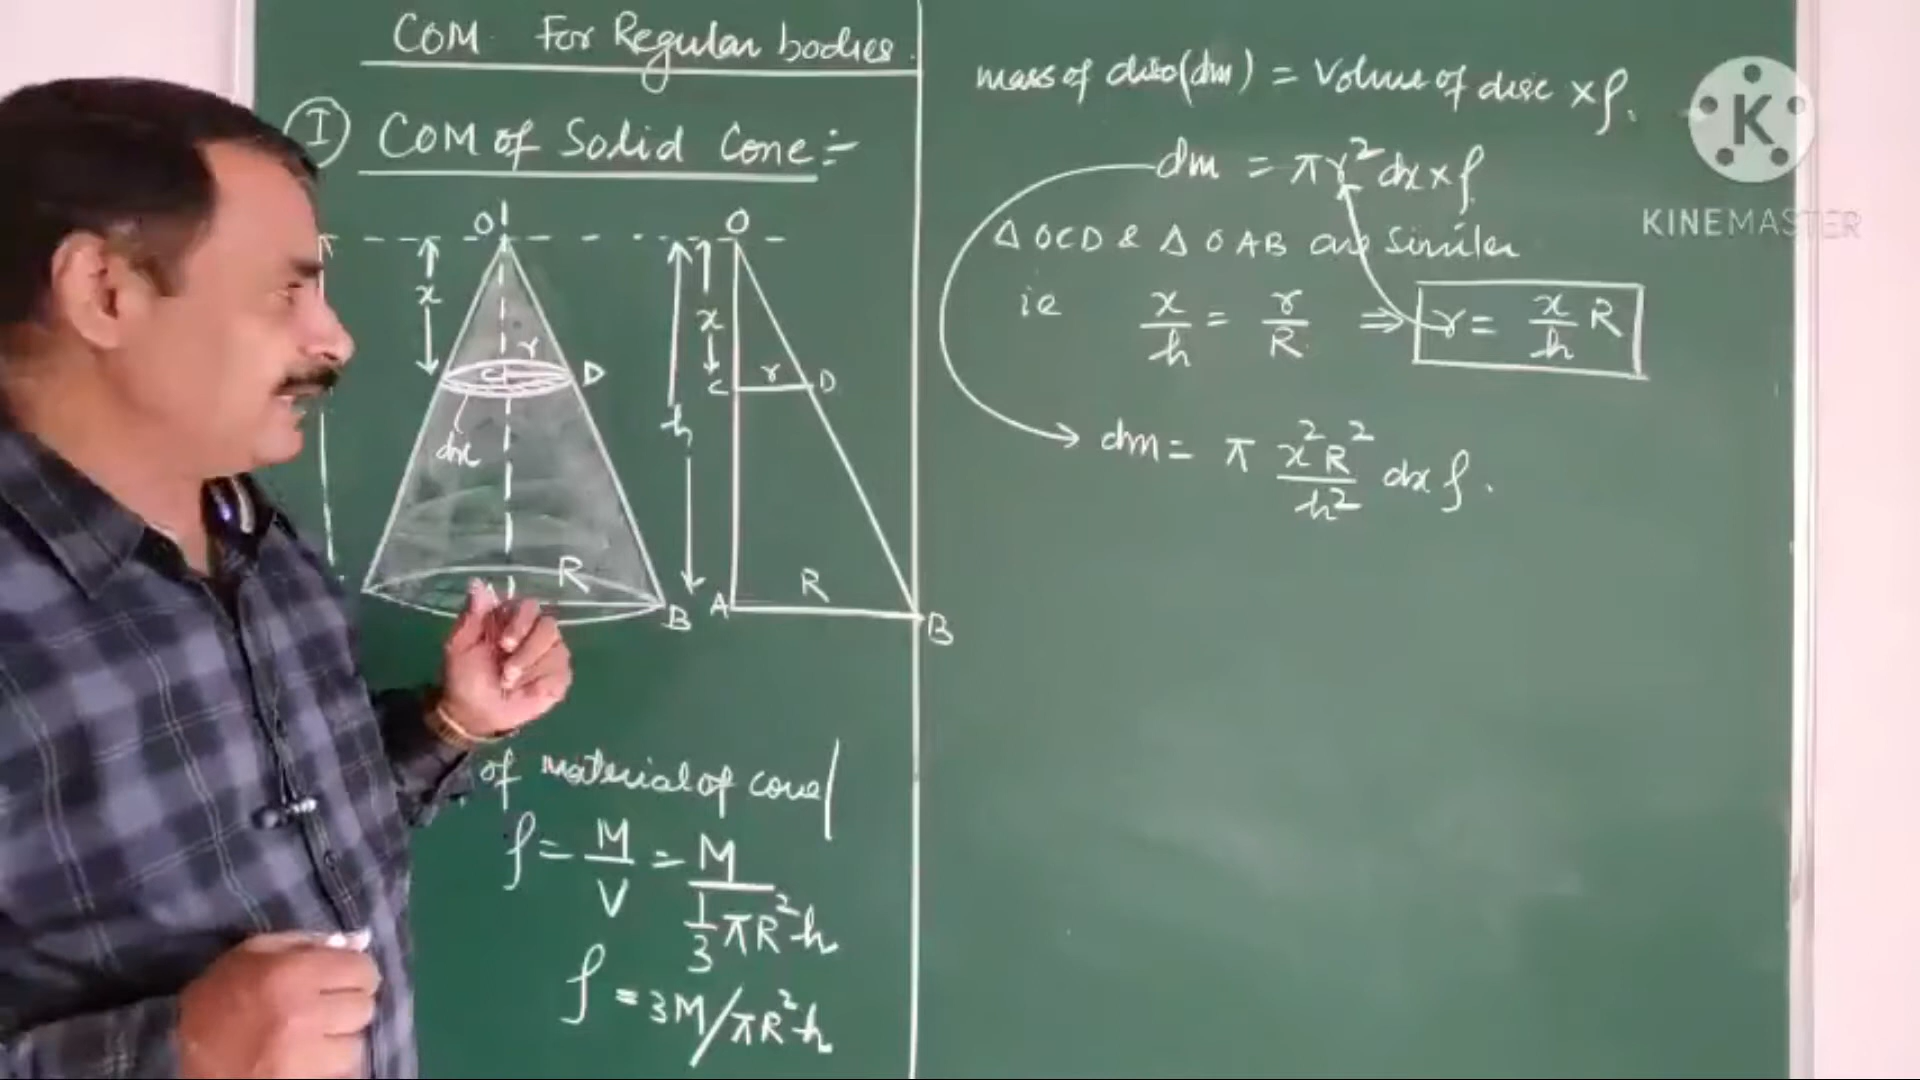 COM. For Regular bodies.
I COM of Solid Cone :-
O
x
r
C
D
dx
R
B
O
x
h
C
r
D
A
R
B
of material of cone
ρ = M/V = M/(1/3 πR²h)
ρ = 3M/πR²h
mass of disc(dm) = Volume of disc × ρ.
dm = πr² dx × ρ
Δ OCD & Δ OAB are similar
ie x/h = r/R ⇒ r = x/h R
dm = π x²R²/h² dx ρ.
K
KINEMASTER